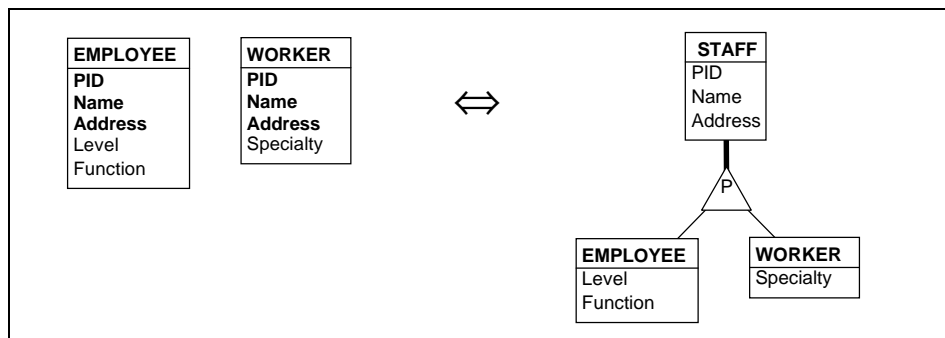 EMPLOYEE
PID
Name
Address
Level
Function
WORKER
PID
Name
Address
Specialty
⇔
STAFF
PID
Name
Address
P
EMPLOYEE
Level
Function
WORKER
Specialty